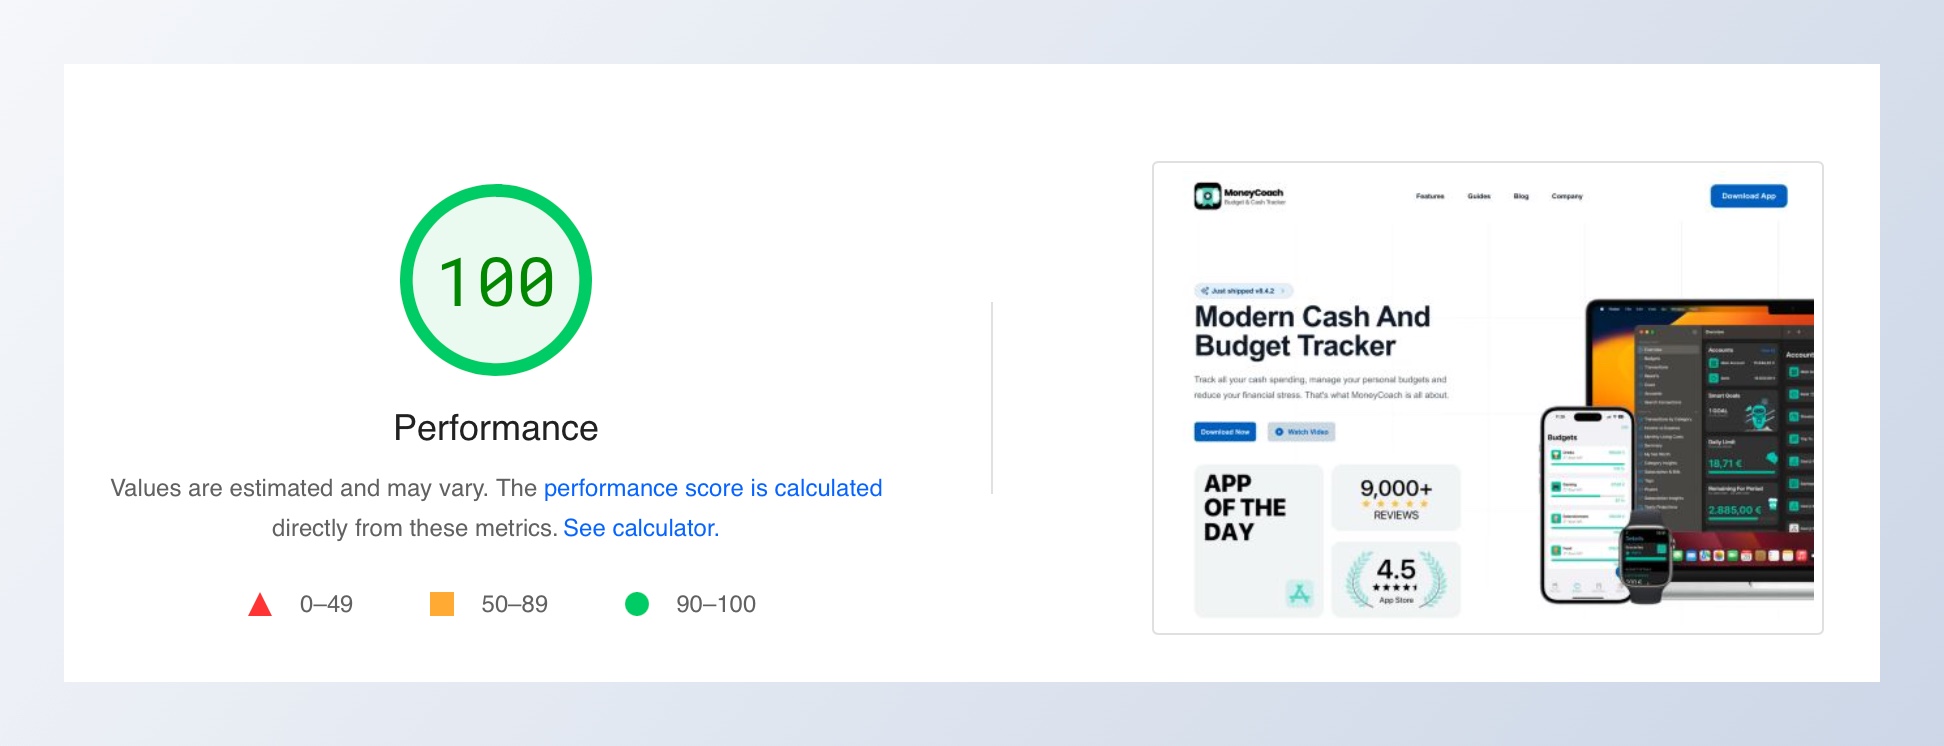 100
Performance
Values are estimated and may vary. The performance score is calculated
directly from these metrics. See calculator.
0–49
50–89
90–100
MoneyCoach
Budget & Cash Tracker
Features
Guides
Blog
Company
Download App
Just shipped v8.4.2
Modern Cash And
Budget Tracker
Track all your cash spending, manage your personal budgets and
reduce your financial stress. That's what MoneyCoach is all about.
Download Now
Watch Video
APP
OF THE
DAY
9,000+
REVIEWS
4.5
App Store
Budgets
Accounts
Smart Goals
1 GOAL
Daily Limit
18,71 €
Remaining For Period
2.885,00 €